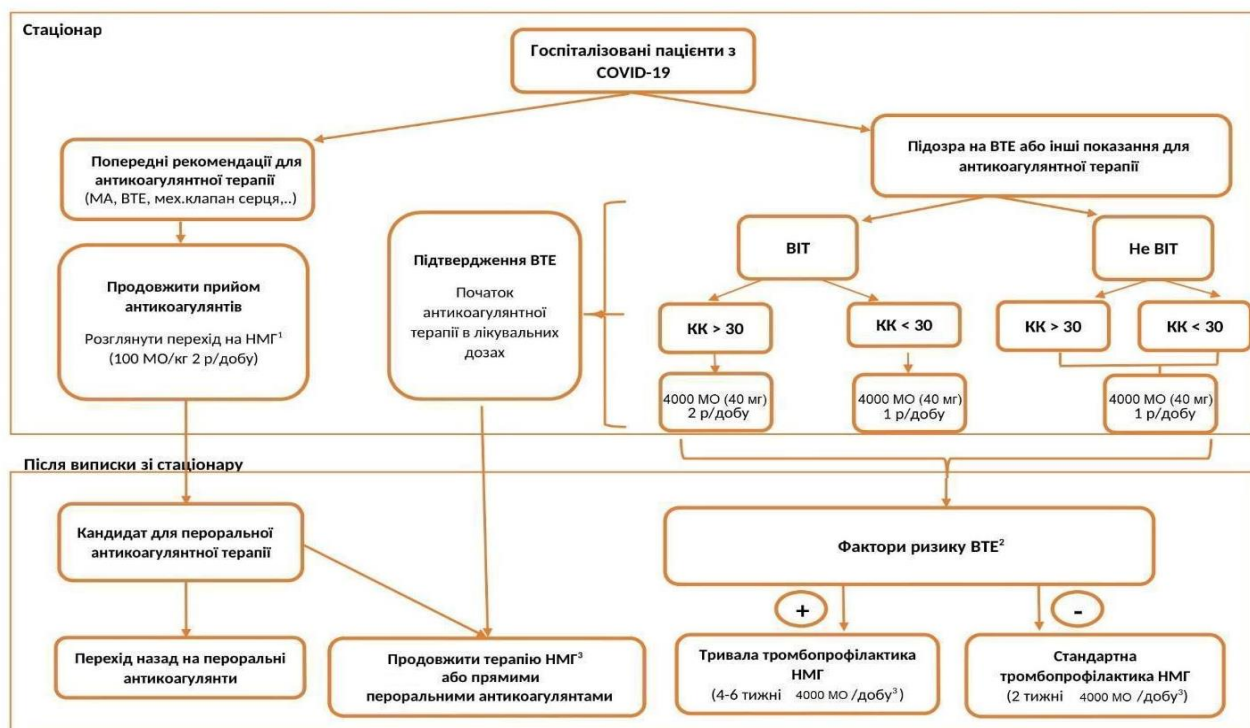 Стаціонар
Госпіталізовані пацієнти з
COVID-19
Попередні рекомендації для
антикоагулянтної терапії
(МА, ВТЕ, мех.клапан серця,..)
Підозра на ВТЕ або інші показання для
антикоагулянтної терапії
Продовжити прийом
антикоагулянтів
Розглянути перехід на НМГ¹
(100 МО/кг 2 р/добу)
Підтвердження ВТЕ
Початок
антикоагулянтної
терапії в лікувальних
дозах
ВІТ
Не ВІТ
КК > 30
КК < 30
КК > 30
КК < 30
4000 МО (40 мг)
2 р/добу
4000 МО (40 мг)
1 р/добу
4000 МО (40 мг)
1 р/добу
Після виписки зі стаціонару
Кандидат для пероральної
антикоагулянтної терапії
Фактори ризику ВТЕ²
+
-
Перехід назад на пероральні
антикоагулянти
Продовжити терапію НМГ³
або прямими
пероральними антикоагулянтами
Тривала тромбопрофілактика
НМГ
(4-6 тижні 4000 МО /добу³)
Стандартна
тромбопрофілактика НМГ
(2 тижні 4000 МО /добу³)